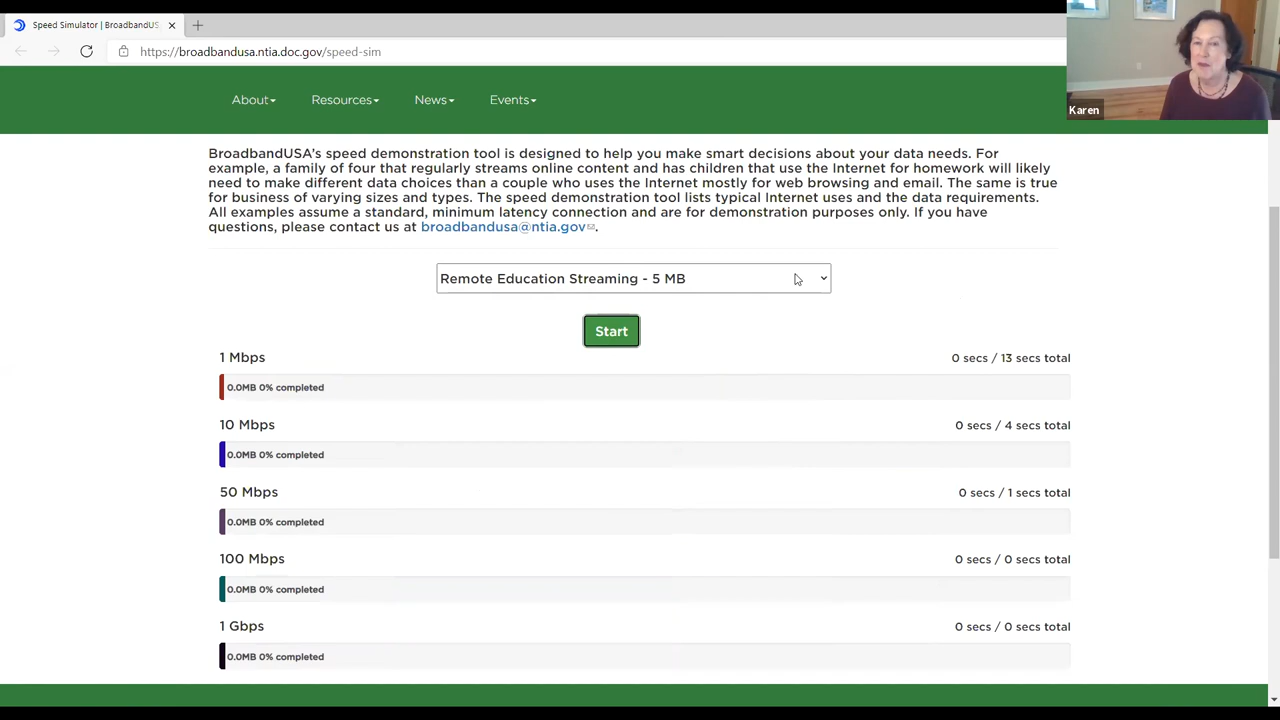 Speed Simulator | BroadbandUS
https://broadbandusa.ntia.doc.gov/speed-sim
Karen
About
Resources
News
Events
BroadbandUSA's speed demonstration tool is designed to help you make smart decisions about your data needs. For
example, a family of four that regularly streams online content and has children that use the Internet for homework will likely
need to make different data choices than a couple who uses the Internet mostly for web browsing and email. The same is true
for business of varying sizes and types. The speed demonstration tool lists typical Internet uses and the data requirements.
All examples assume a standard, minimum latency connection and are for demonstration purposes only. If you have
questions, please contact us at broadbandusa@ntia.gov.
Remote Education Streaming - 5 MB
Start
1 Mbps 0 secs / 13 secs total
0.0MB 0% completed
10 Mbps 0 secs / 4 secs total
0.0MB 0% completed
50 Mbps 0 secs / 1 secs total
0.0MB 0% completed
100 Mbps 0 secs / 0 secs total
0.0MB 0% completed
1 Gbps 0 secs / 0 secs total
0.0MB 0% completed